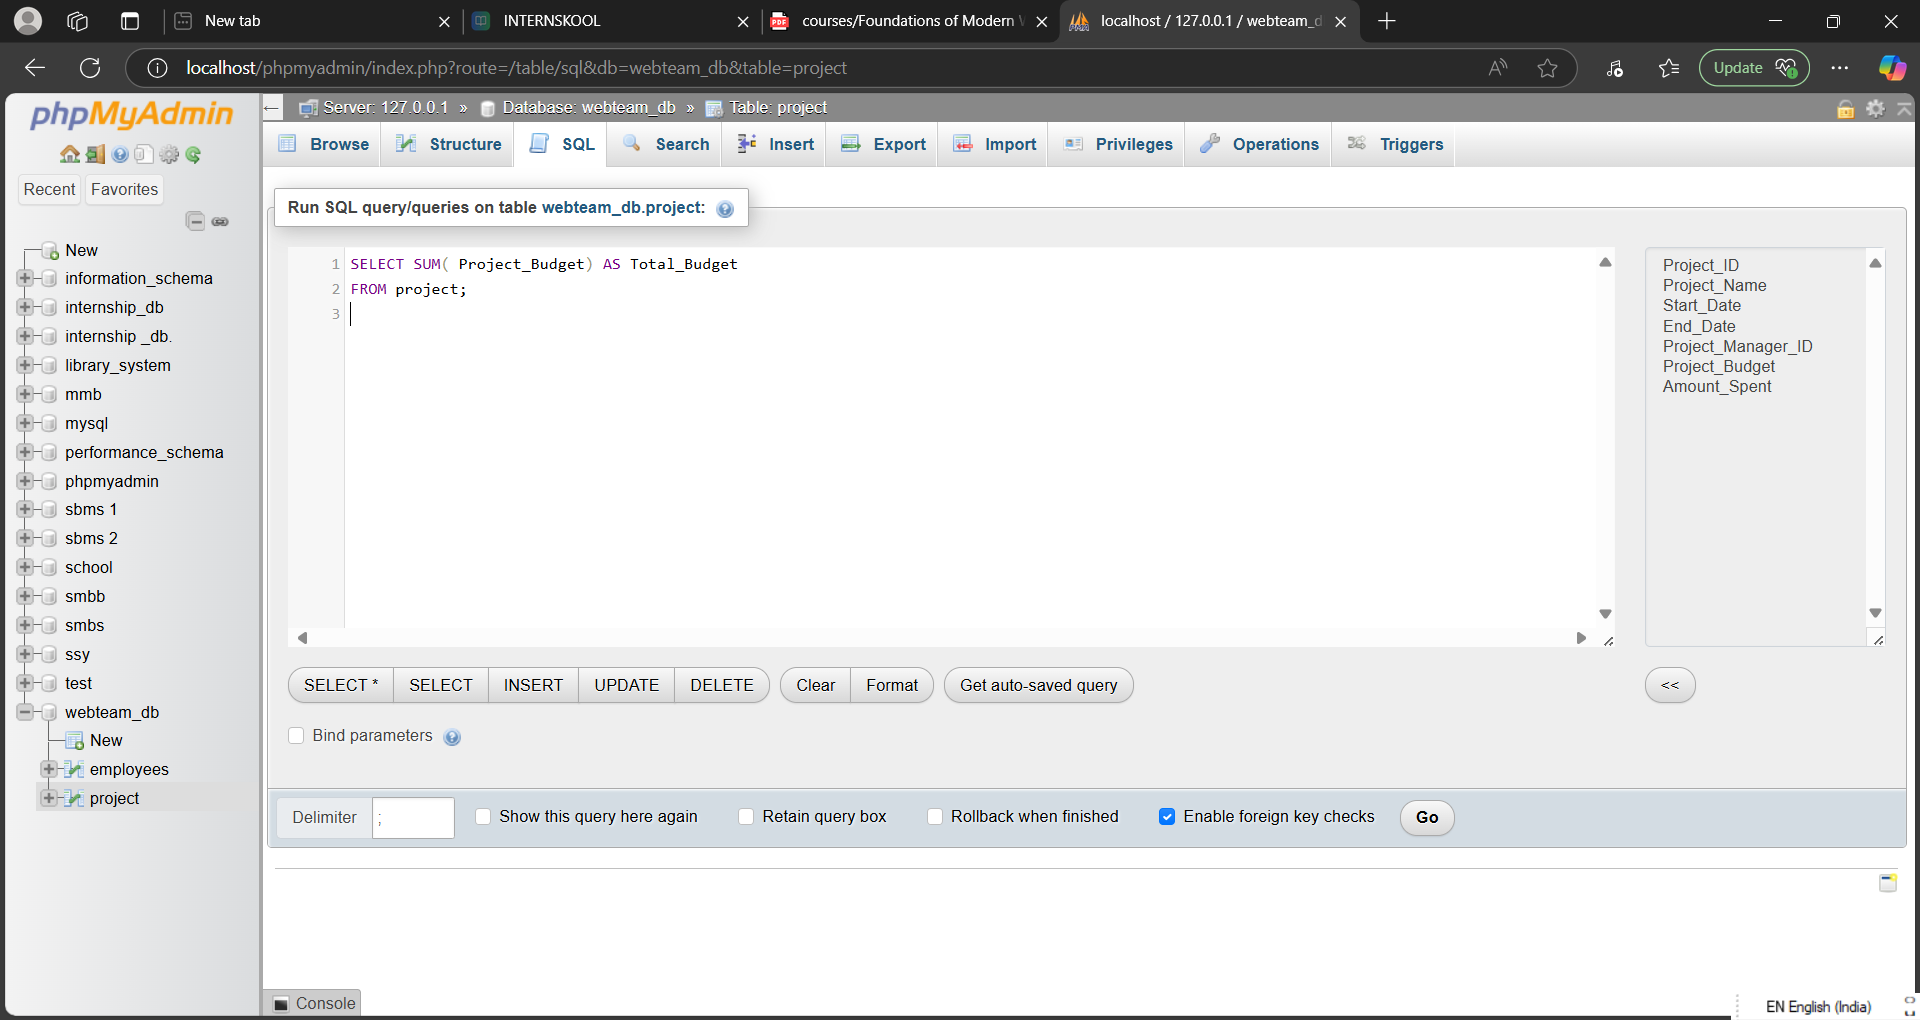 New tab
INTERNSKOOL
PDF
courses/Foundations of Modern
localhost / 127.0.0.1 / webteam_d
localhost/phpmyadmin/index.php?route=/table/sql&db=webteam_db&table=project
Update
phpMyAdmin
Recent
Favorites
New
information_schema
internship_db
internship _db.
library_system
mmb
mysql
performance_schema
phpmyadmin
sbms 1
sbms 2
school
smbb
smbs
ssy
test
webteam_db
New
employees
project
Server: 127.0.0.1 » Database: webteam_db » Table: project
Browse
Structure
SQL
Search
Insert
Export
Import
Privileges
Operations
Triggers
Run SQL query/queries on table webteam_db.project:
1 SELECT SUM( Project_Budget) AS Total_Budget
2 FROM project;
3
Project_ID
Project_Name
Start_Date
End_Date
Project_Manager_ID
Project_Budget
Amount_Spent
SELECT *
SELECT
INSERT
UPDATE
DELETE
Clear
Format
Get auto-saved query
<<
Bind parameters
Delimiter
;
Show this query here again
Retain query box
Rollback when finished
Enable foreign key checks
Go
Console
EN English (India)